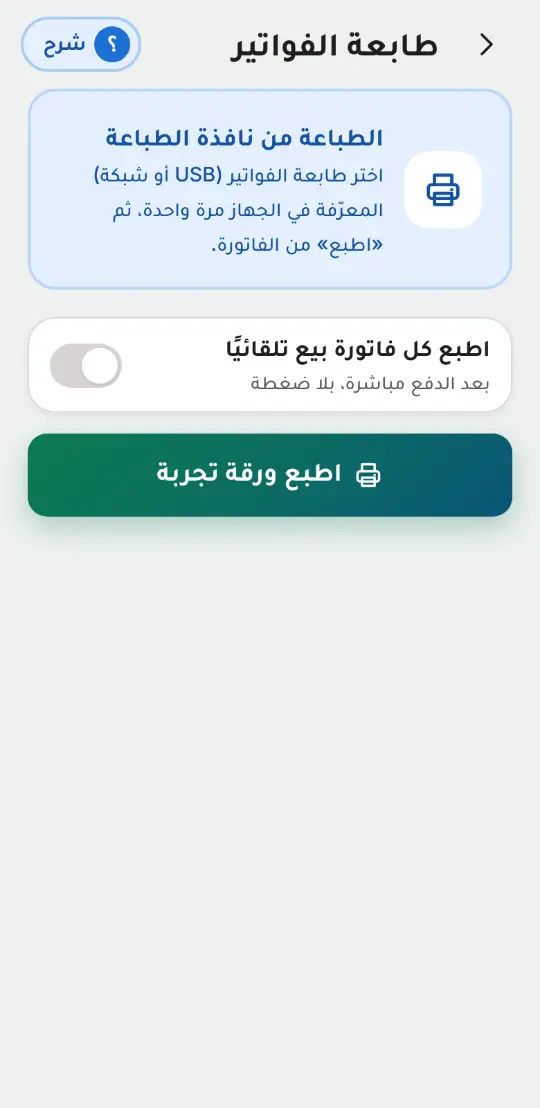 طابعة الفواتير
؟ شرح
الطباعة من نافذة الطباعة
اختر طابعة الفواتير (USB أو شبكة)
المعرّفة في الجهاز مرة واحدة، ثم
«اطبع» من الفاتورة.
اطبع كل فاتورة بيع تلقائيًا
بعد الدفع مباشرة، بلا ضغطة
اطبع ورقة تجربة